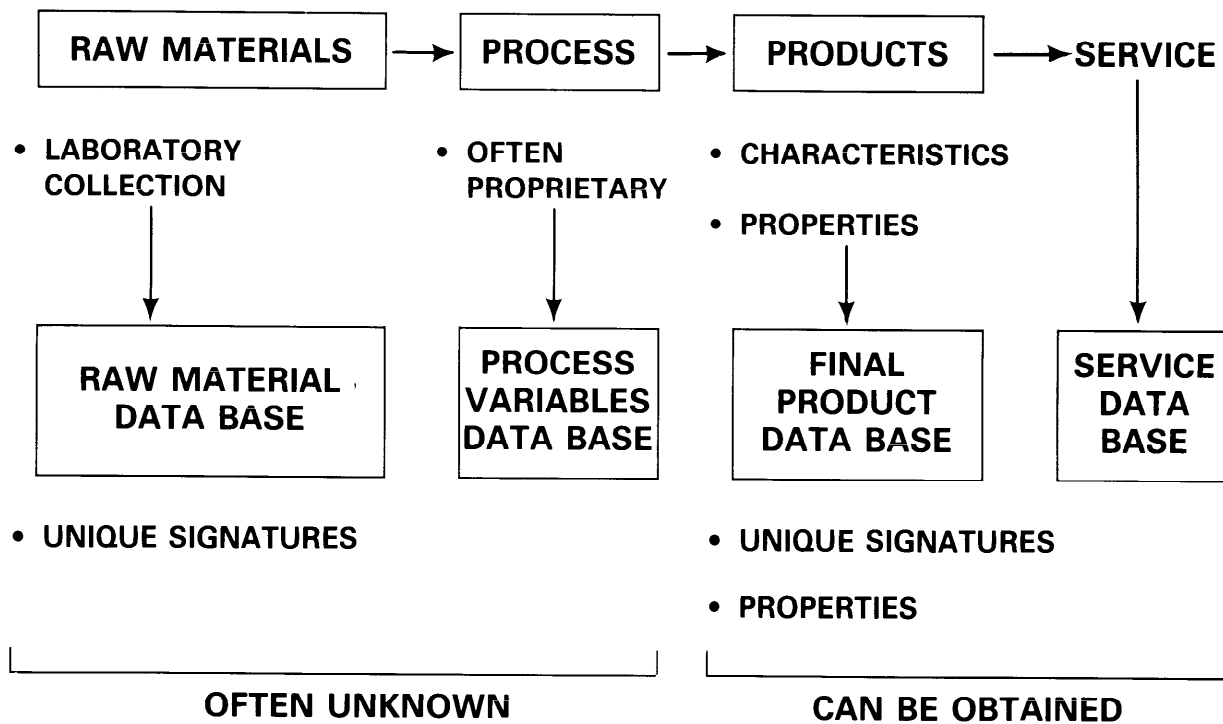 RAW MATERIALS
PROCESS
PRODUCTS
SERVICE
• LABORATORY
COLLECTION
• OFTEN
PROPRIETARY
• CHARACTERISTICS
• PROPERTIES
RAW MATERIAL
DATA BASE
PROCESS
VARIABLES
DATA BASE
FINAL
PRODUCT
DATA BASE
SERVICE
DATA
BASE
• UNIQUE SIGNATURES
• UNIQUE SIGNATURES
• PROPERTIES
OFTEN UNKNOWN
CAN BE OBTAINED